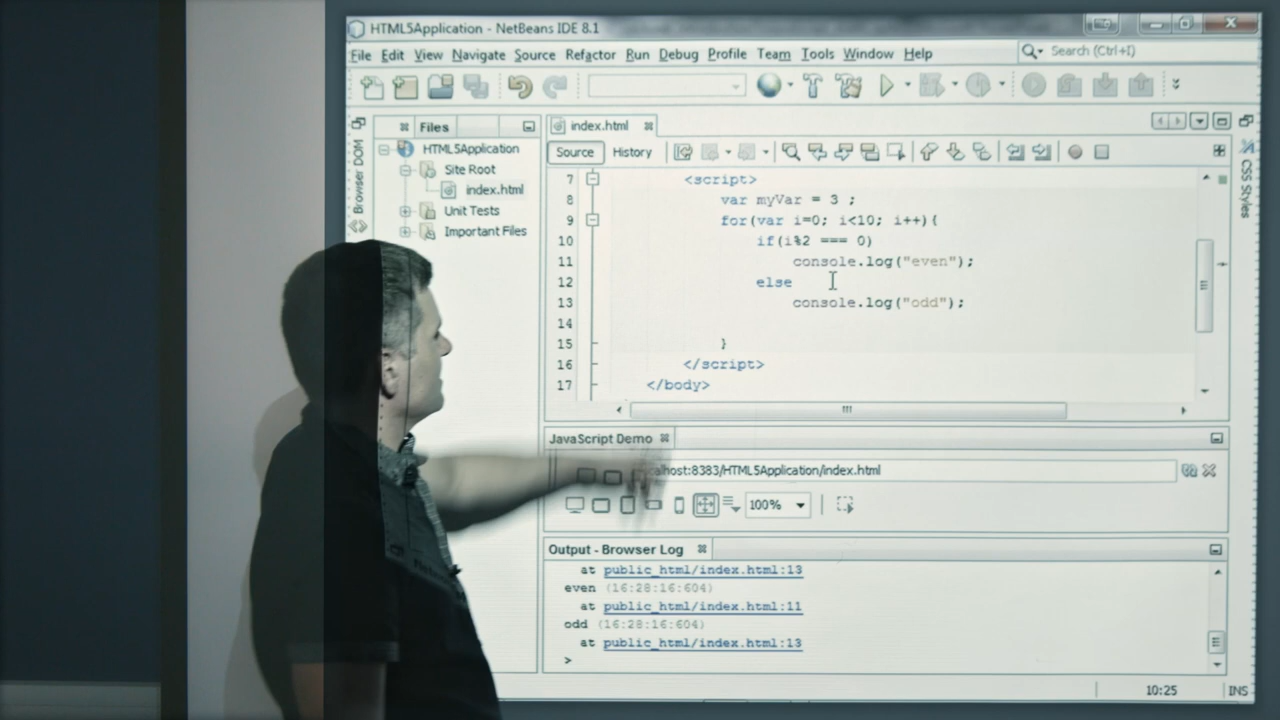 HTML5Application - NetBeans IDE 8.1
File Edit View Navigate Source Refactor Run Debug Profile Team Tools Window Help
Search (Ctrl+I)
Files
index.html
Browser DOM
HTML5Application
Site Root
index.html
Unit Tests
Important Files
Source History
CSS Styles
7 <script>
8 var myVar = 3 ;
9 for(var i=0; i<10; i++){
10 if(i%2 === 0)
11 console.log("even");
12 else
13 console.log("odd");
14
15 }
16 </script>
17 </body>
JavaScript Demo
calhost:8383/HTML5Application/index.html
100%
Output - Browser Log
at public_html/index.html:13
even (16:28:16:604)
at public_html/index.html:11
odd (16:28:16:604)
at public_html/index.html:13
>
10:25 INS